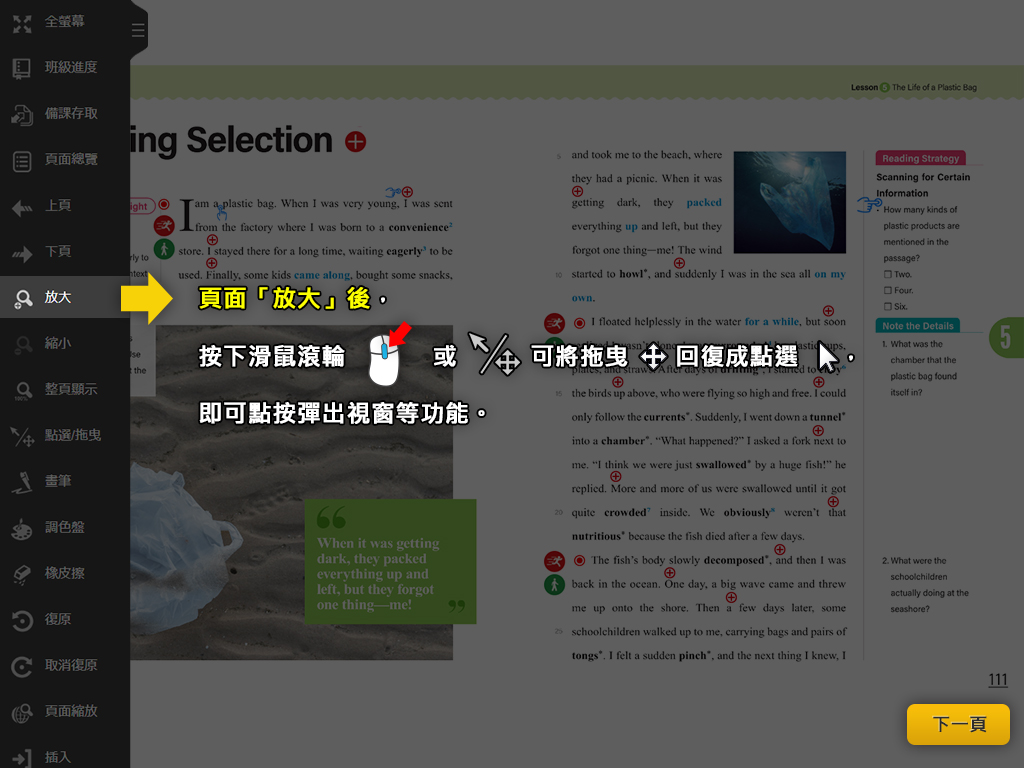 全螢幕
班級進度
備課存取
頁面總覽
上頁
下頁
放大
縮小
整頁顯示
點選/拖曳
畫筆
調色盤
橡皮擦
復原
取消復原
頁面縮放
插入
Lesson 5 The Life of a Plastic Bag
ing Selection
ight
I am a plastic bag. When I was very young, I was sent
from the factory where I was born to a convenience²
store. I stayed there for a long time, waiting eagerly³ to be
used. Finally, some kids came along, bought some snacks,
頁面「放大」後，
按下滑鼠滾輪 或 可將拖曳 回復成點選 ，
即可點按彈出視窗等功能。
When it was getting
dark, they packed
everything up and
left, but they forgot
one thing—me!
5 and took me to the beach, where
they had a picnic. When it was
getting dark, they packed
everything up and left, but they
forgot one thing—me! The wind
10 started to howl*, and suddenly I was in the sea all on my
own.
I floated helplessly in the water for a while, but soon
15 the birds up above, who were flying so high and free. I could
only follow the currents*. Suddenly, I went down a tunnel*
into a chamber*. “What happened?” I asked a fork next to
me. “I think we were just swallowed* by a huge fish!” he
replied. More and more of us were swallowed until it got
20 quite crowded⁷ inside. We obviously⁸ weren’t that
nutritious* because the fish died after a few days.
The fish’s body slowly decomposed*, and then I was
back in the ocean. One day, a big wave came and threw
me up onto the shore. Then a few days later, some
25 schoolchildren walked up to me, carrying bags and pairs of
tongs*. I felt a sudden pinch*, and the next thing I knew, I
Reading Strategy
Scanning for Certain
Information
• How many kinds of
plastic products are
mentioned in the
passage?
☐ Two.
☐ Four.
☐ Six.
Note the Details
1. What was the
chamber that the
plastic bag found
itself in?
2. What were the
schoolchildren
actually doing at the
seashore?
5
111
下一頁